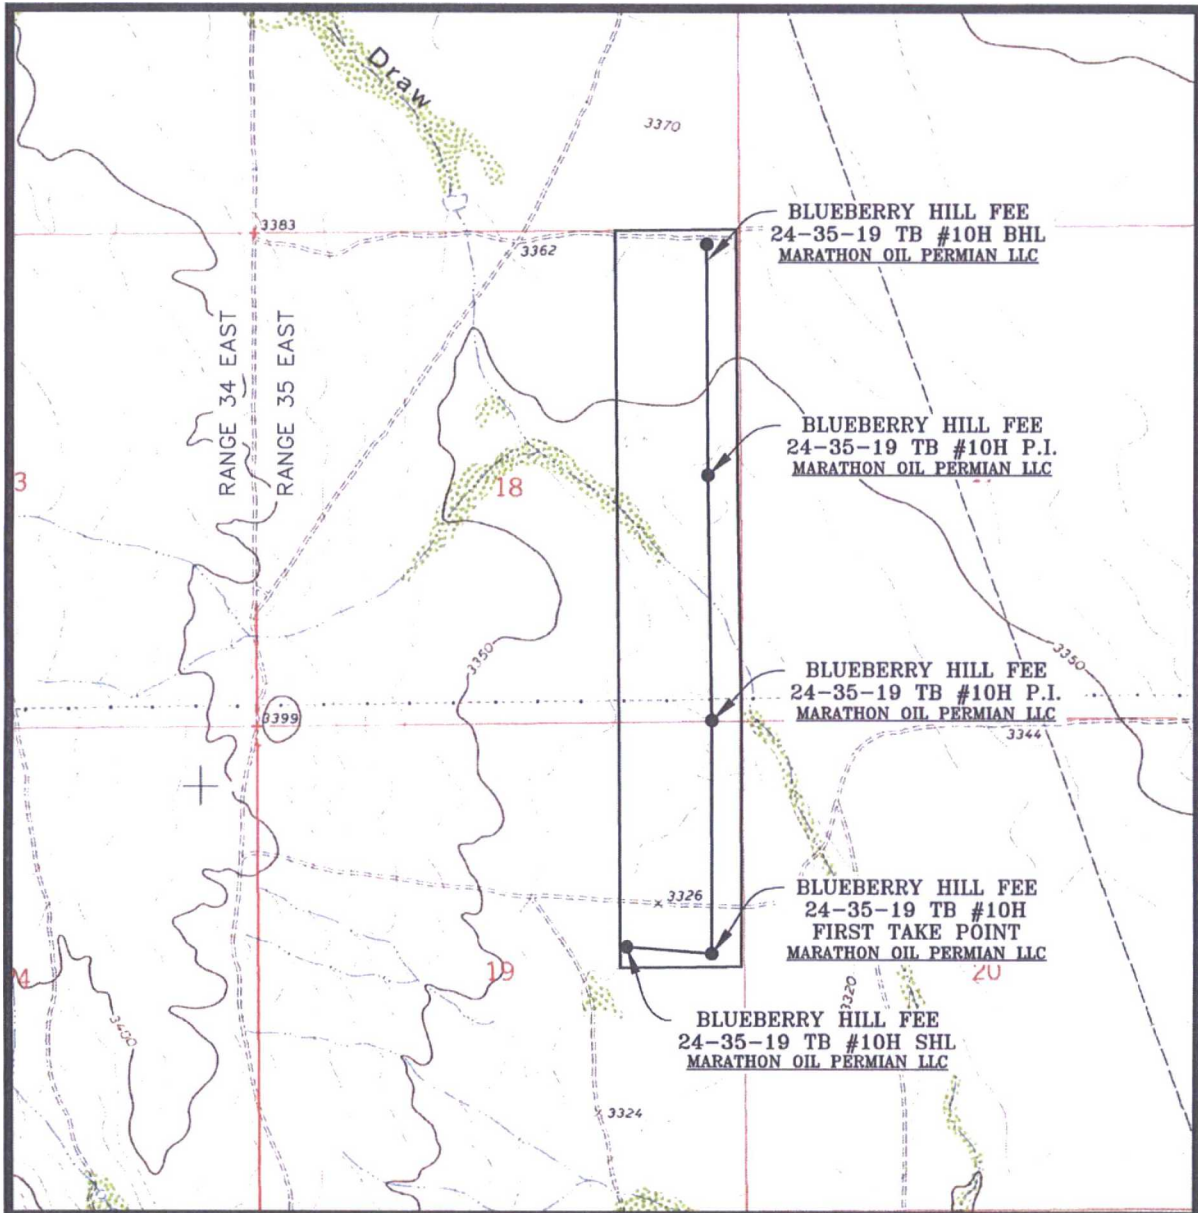 Draw
3370
3383
3362
BLUEBERRY HILL FEE
24-35-19 TB #10H BHL
MARATHON OIL PERMIAN LLC
RANGE 34 EAST
RANGE 35 EAST
BLUEBERRY HILL FEE
24-35-19 TB #10H P.I.
MARATHON OIL PERMIAN LLC
3
18
3350
3350
BLUEBERRY HILL FEE
24-35-19 TB #10H P.I.
MARATHON OIL PERMIAN LLC
3399
3344
BLUEBERRY HILL FEE
24-35-19 TB #10H
FIRST TAKE POINT
MARATHON OIL PERMIAN LLC
3326
4
19
20
3320
3400
BLUEBERRY HILL FEE
24-35-19 TB #10H SHL
MARATHON OIL PERMIAN LLC
3324